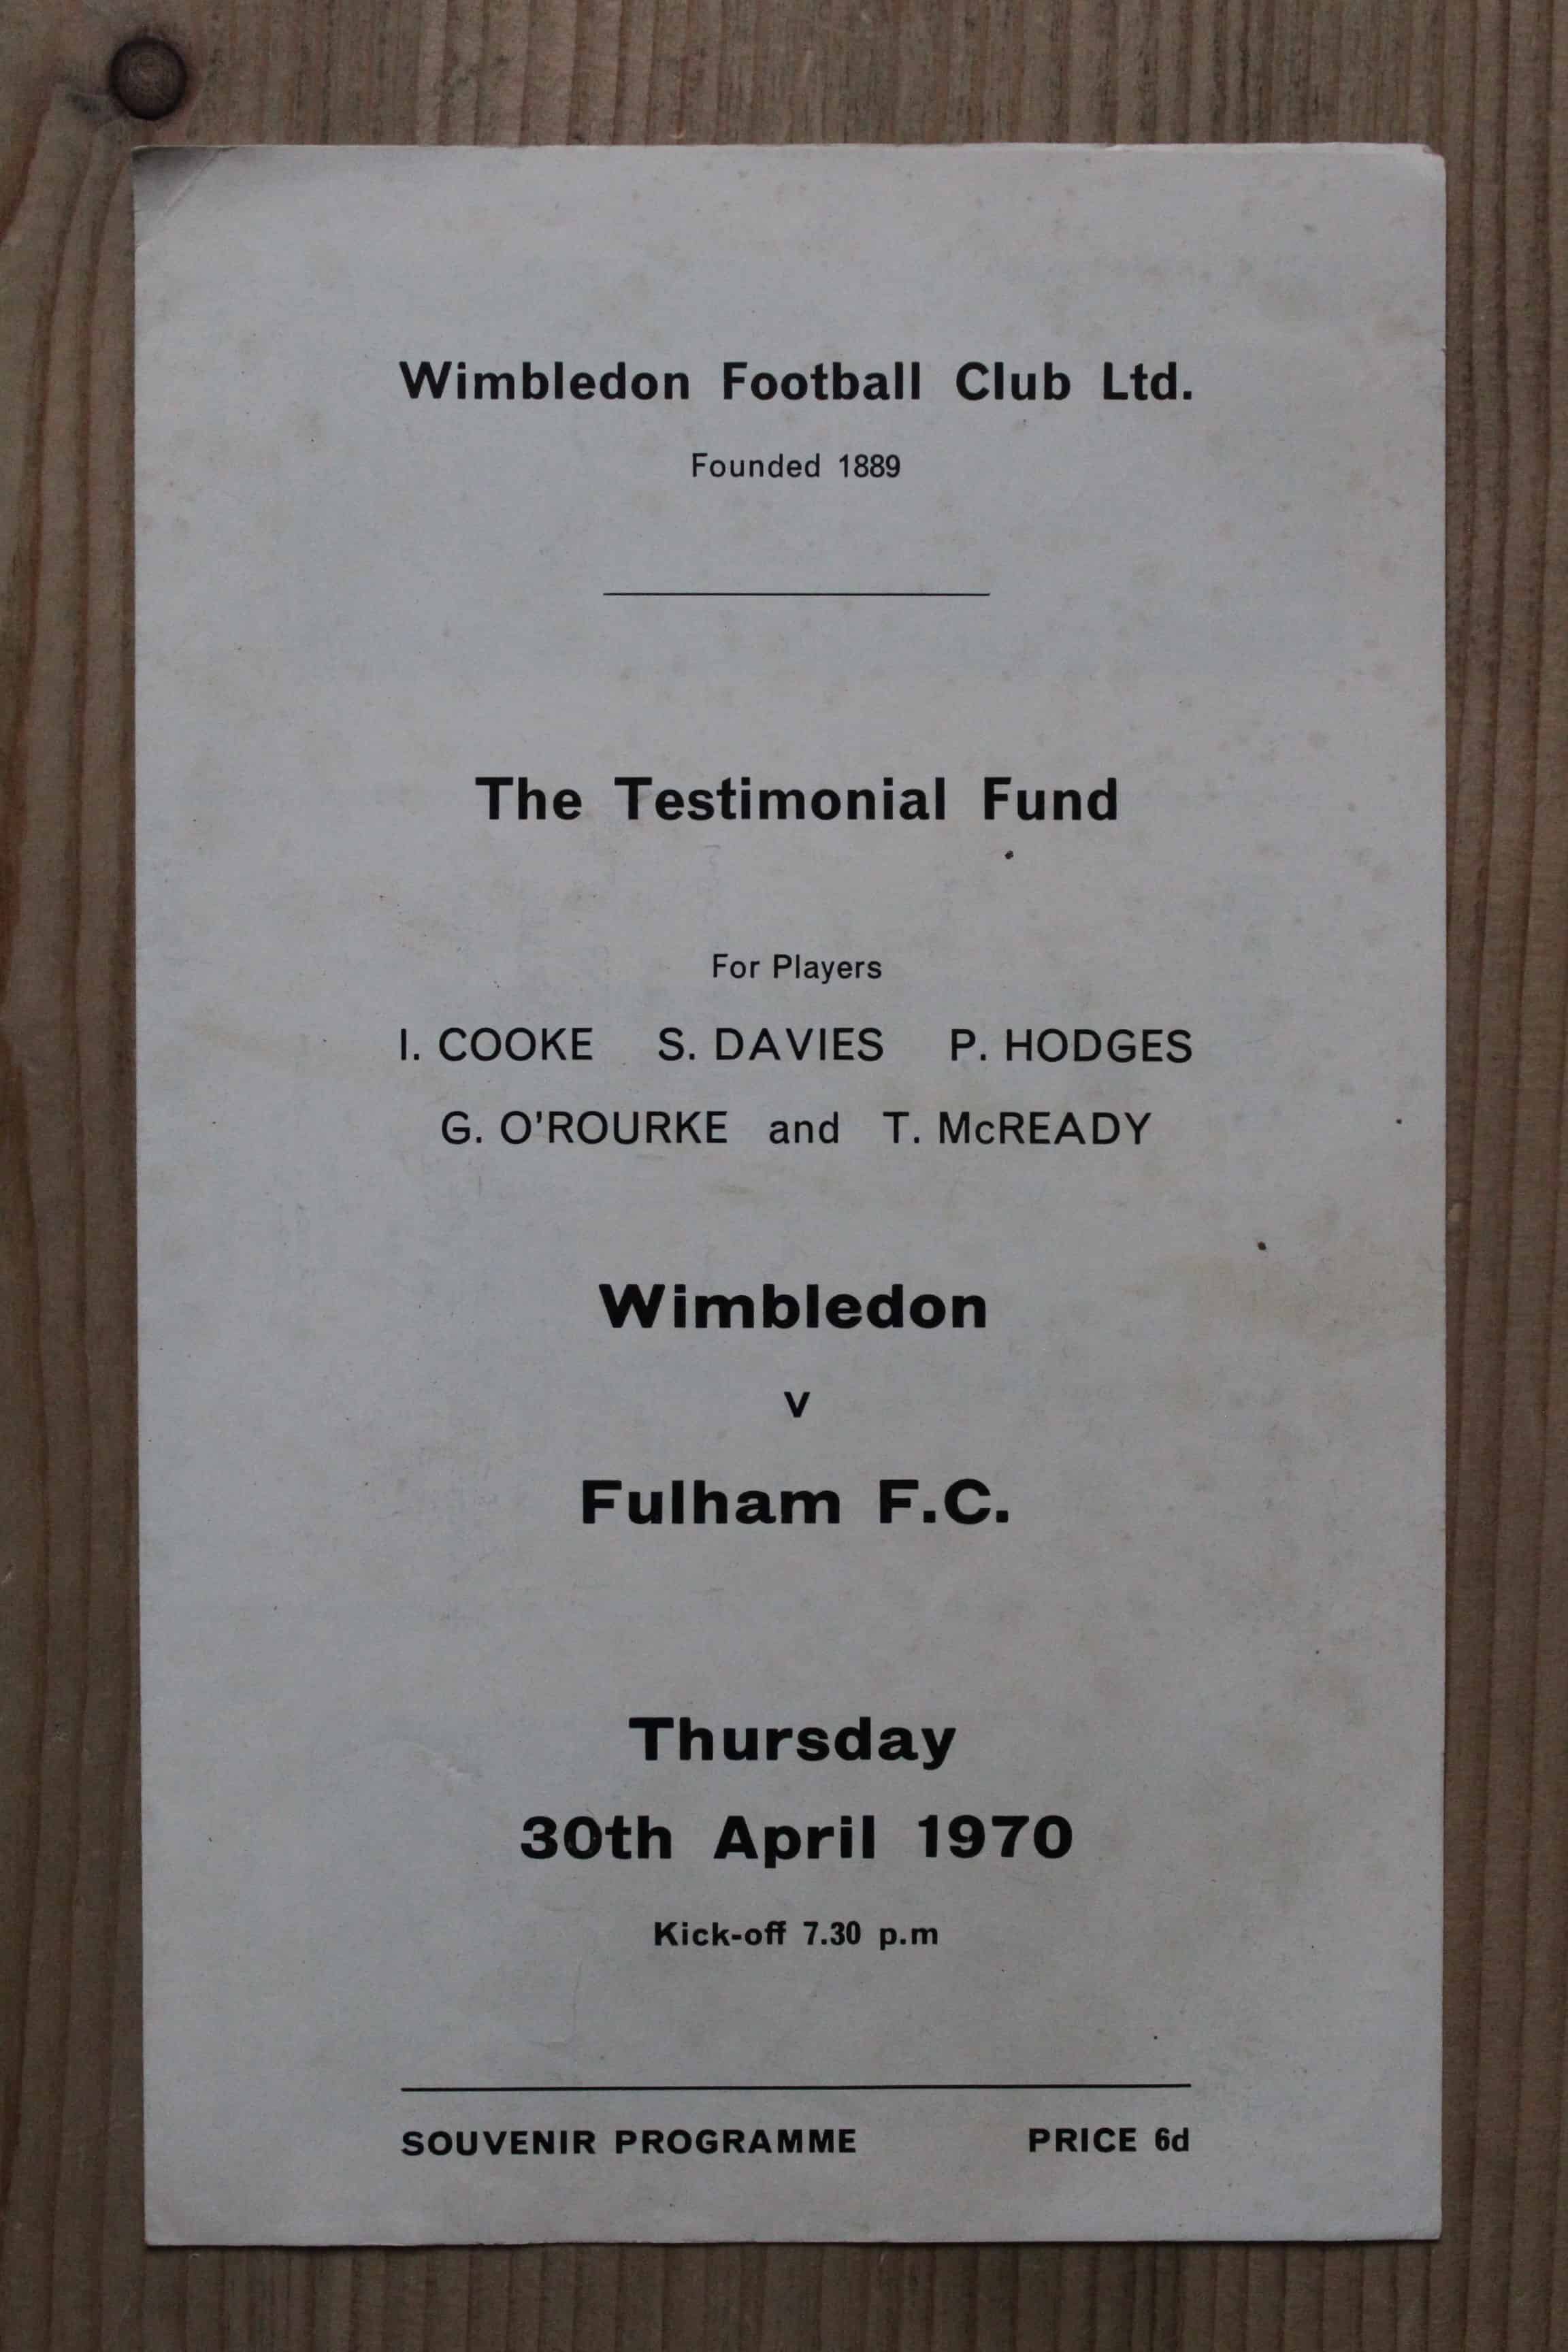 Wimbledon Football Club Ltd.
Founded 1889
The Testimonial Fund
For Players
I. COOKE S. DAVIES P. HODGES
G. O'ROURKE and T. McREADY
Wimbledon
v
Fulham F.C.
Thursday
30th April 1970
Kick-off 7.30 p.m
SOUVENIR PROGRAMME PRICE 6d